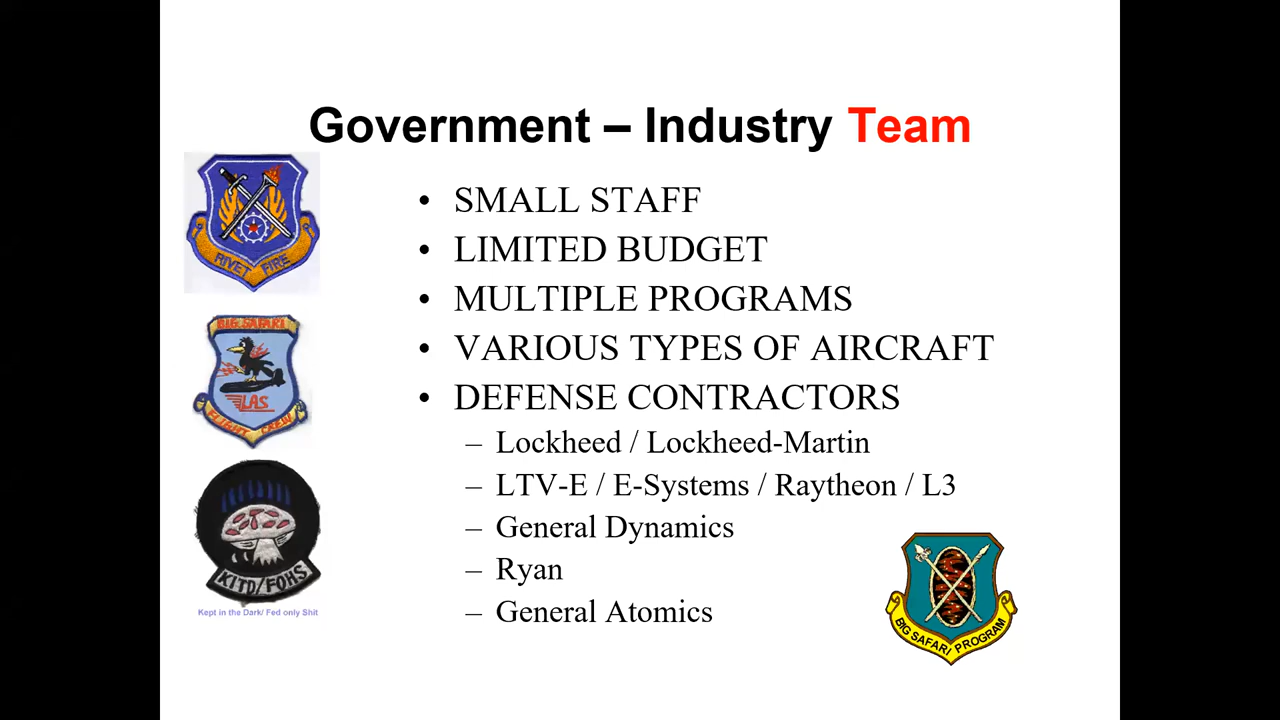 Government – Industry Team
RIVET FIRE
• SMALL STAFF
• LIMITED BUDGET
• MULTIPLE PROGRAMS
• VARIOUS TYPES OF AIRCRAFT
• DEFENSE CONTRACTORS
– Lockheed / Lockheed-Martin
– LTV-E / E-Systems / Raytheon / L3
– General Dynamics
– Ryan
– General Atomics
BIG SAFARI
LAS
FLIGHT CREW
KITD/FOHS
Kept in the Dark/ Fed only Shit
BIG SAFARI PROGRAM